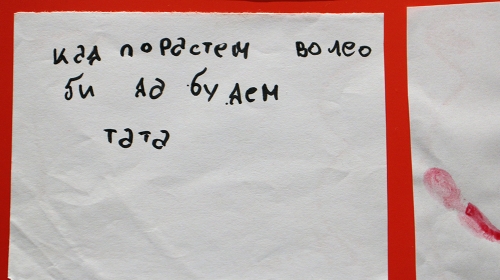 кад порастем волео
би да будем
тата